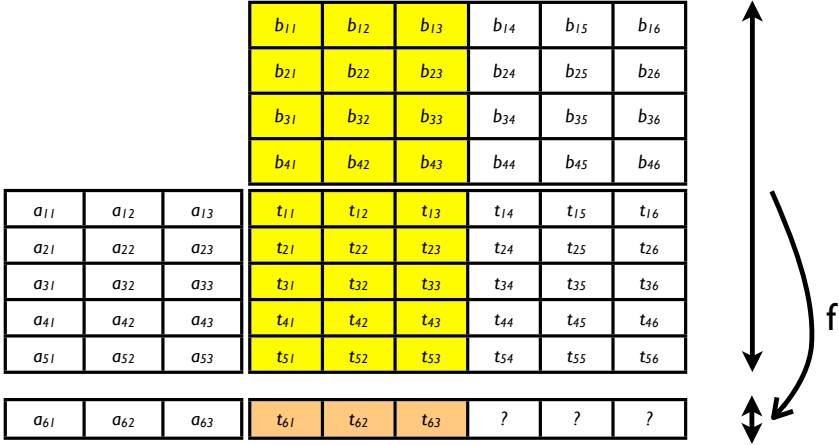 b11 b12 b13 b14 b15 b16
b21 b22 b23 b24 b25 b26
b31 b32 b33 b34 b35 b36
b41 b42 b43 b44 b45 b46
a11 a12 a13 t11 t12 t13 t14 t15 t16
a21 a22 a23 t21 t22 t23 t24 t25 t26
a31 a32 a33 t31 t32 t33 t34 t35 t36
a41 a42 a43 t41 t42 t43 t44 t45 t46
a51 a52 a53 t51 t52 t53 t54 t55 t56
a61 a62 a63 t61 t62 t63 ? ? ?
f